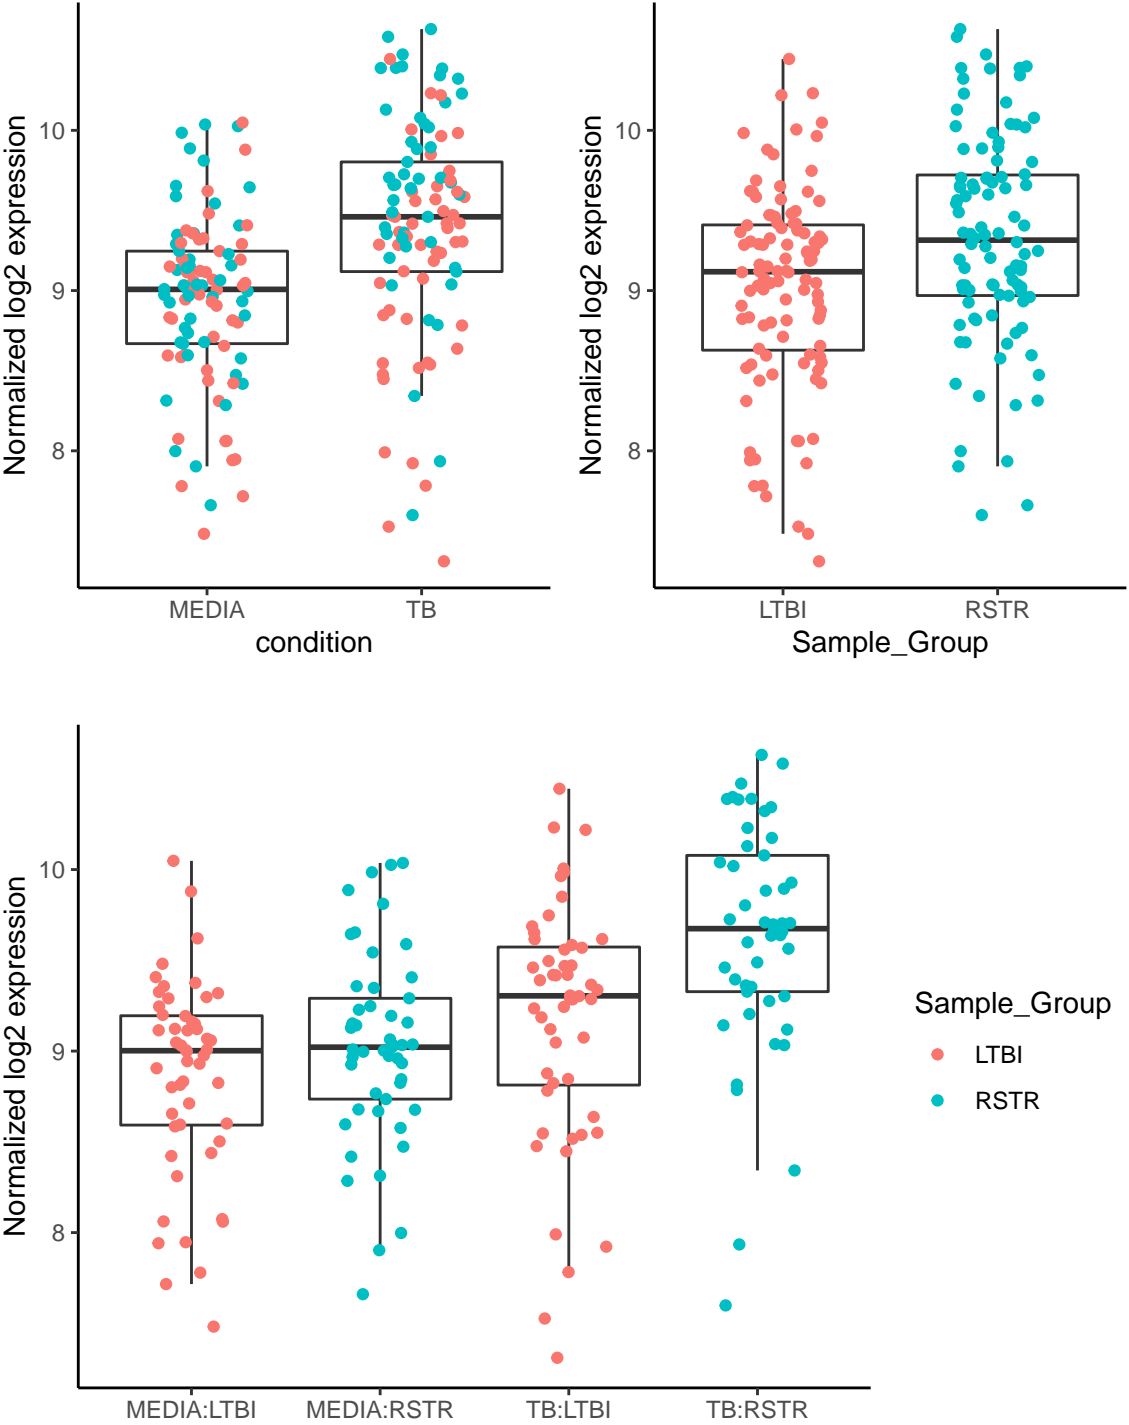 Normalized log2 expression
10
9
8
MEDIA TB
condition
Normalized log2 expression
10
9
8
LTBI RSTR
Sample_Group
Normalized log2 expression
10
9
8
MEDIA:LTBI MEDIA:RSTR TB:LTBI TB:RSTR
Sample_Group
LTBI
RSTR